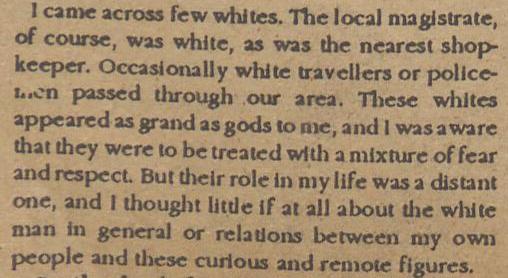 I came across few whites. The local magistrate,
of course, was white, as was the nearest shop-
keeper. Occasionally white travellers or police-
men passed through our area. These whites
appeared as grand as gods to me, and I was aware
that they were to be treated with a mixture of fear
and respect. But their role in my life was a distant
one, and I thought little if at all about the white
man in general or relations between my own
people and these curious and remote figures.